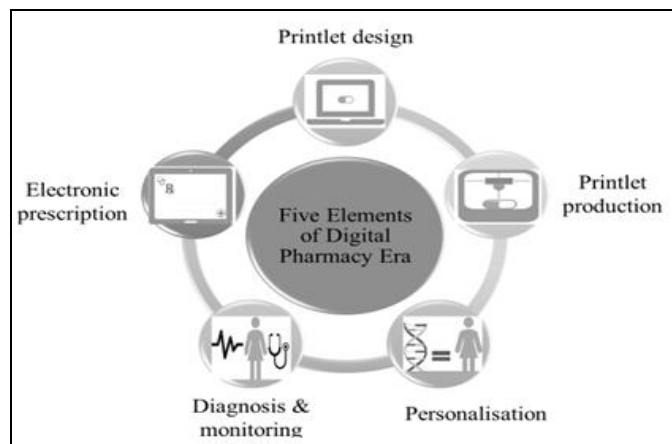 Printlet design
Electronic
prescription
Printlet
production
Five Elements
of Digital
Pharmacy Era
Diagnosis &
monitoring
Personalisation